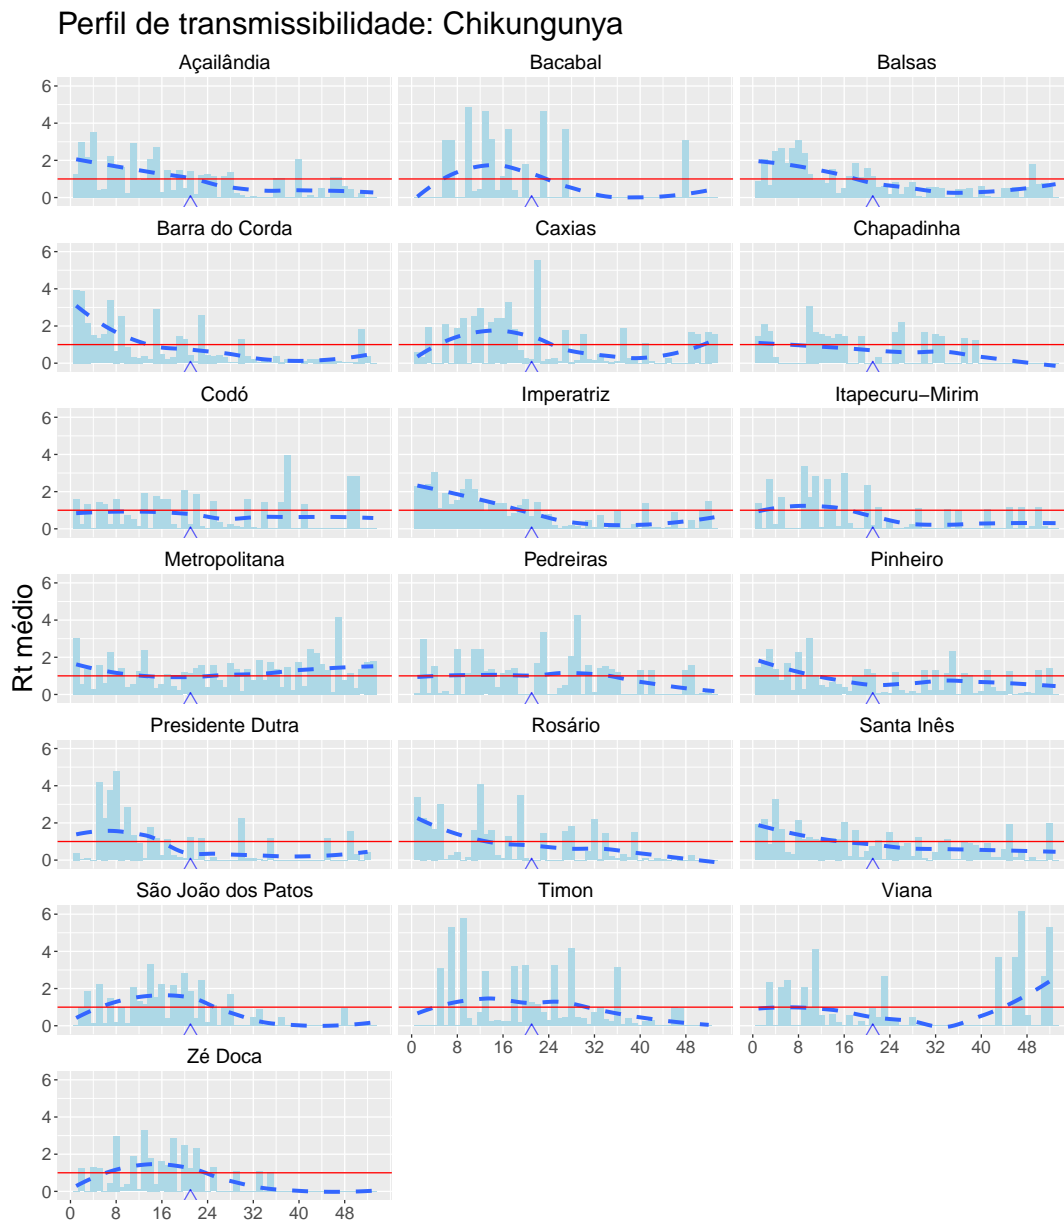 Perfil de transmissibilidade: Chikungunya
Açailândia Bacabal Balsas
6
4
2
0
Barra do Corda Caxias Chapadinha
6
4
2
0
Codó Imperatriz Itapecuru−Mirim
6
4
2
0
Metropolitana Pedreiras Pinheiro
6
4
2
0
Rt médio
Presidente Dutra Rosário Santa Inês
6
4
2
0
São João dos Patos Timon Viana
6
4
2
0
0 8 16 24 32 40 48 0 8 16 24 32 40 48
Zé Doca
6
4
2
0
0 8 16 24 32 40 48